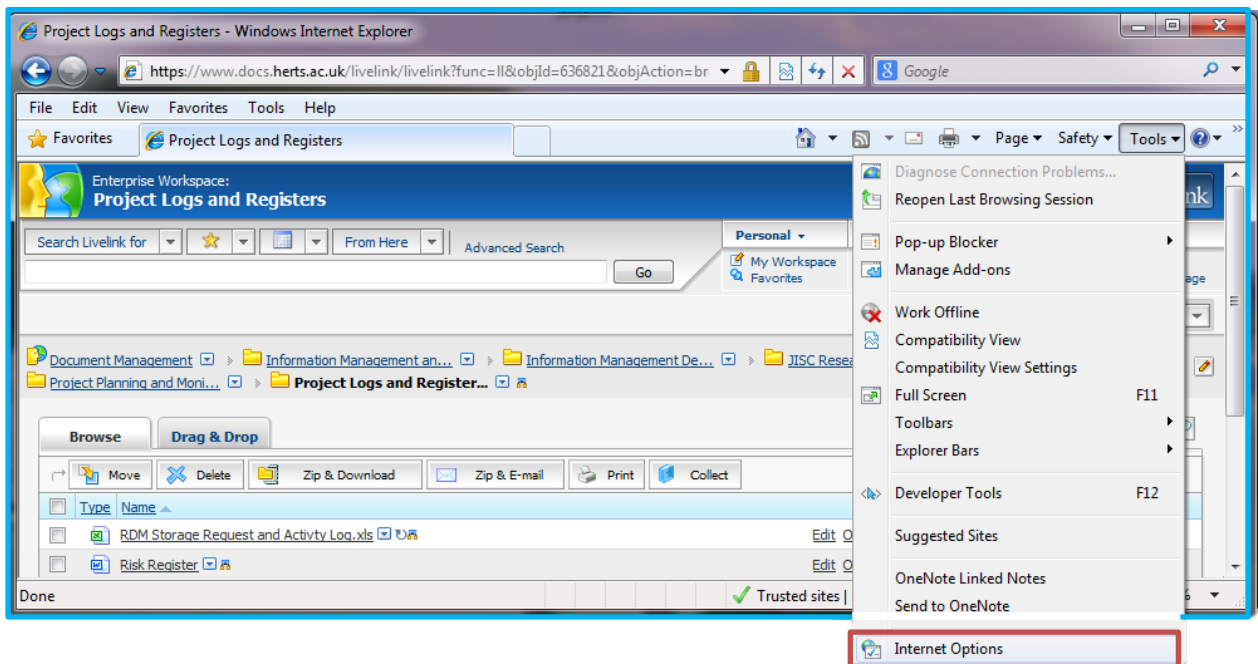 Project Logs and Registers - Windows Internet Explorer
https://www.docs.herts.ac.uk/livelink/livelink?func=ll&objId=636821&objAction=br
Google
File Edit View Favorites Tools Help
Favorites Project Logs and Registers Page Safety Tools
Enterprise Workspace:
Project Logs and Registers
nk
Search Livelink for From Here Advanced Search
Go
Personal
My Workspace
Favorites
age
Document Management Information Management an... Information Management De... JISC Resea
Project Planning and Moni... Project Logs and Register...
Browse Drag & Drop
Move Delete Zip & Download Zip & E-mail Print Collect
Type Name
RDM Storage Request and Activty Log.xls Edit O
Risk Register Edit O
Done Trusted sites |
Diagnose Connection Problems...
Reopen Last Browsing Session
Pop-up Blocker
Manage Add-ons
Work Offline
Compatibility View
Compatibility View Settings
Full Screen F11
Toolbars
Explorer Bars
Developer Tools F12
Suggested Sites
OneNote Linked Notes
Send to OneNote
Internet Options